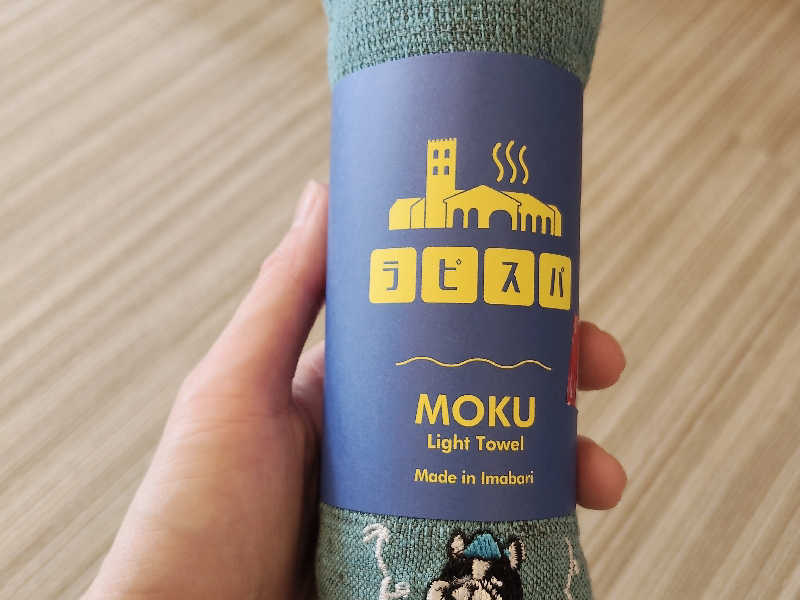 ラピスパ
MOKU
Light Towel
Made in Imabari